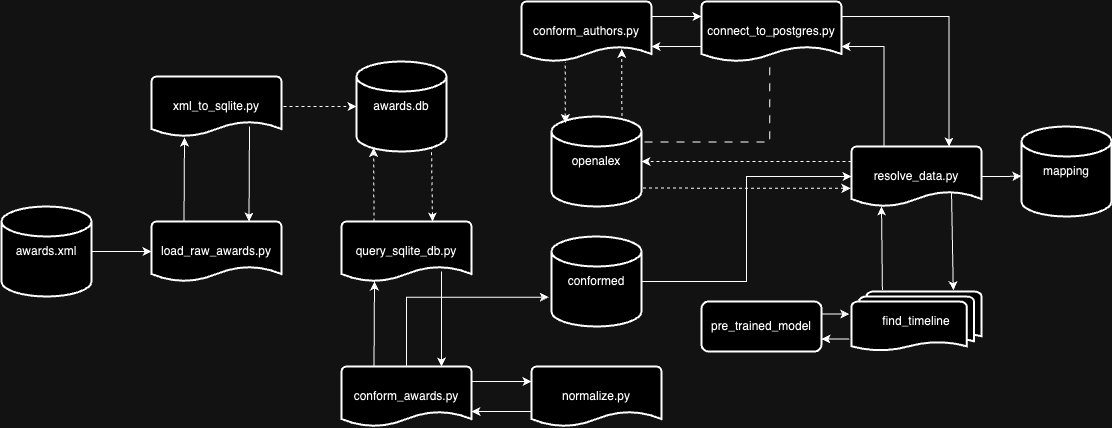 conform_authors.py
connect_to_postgres.py
xml_to_sqlite.py
awards.db
openalex
resolve_data.py
mapping
awards.xml
load_raw_awards.py
query_sqlite_db.py
conformed
pre_trained_model
find_timeline
conform_awards.py
normalize.py